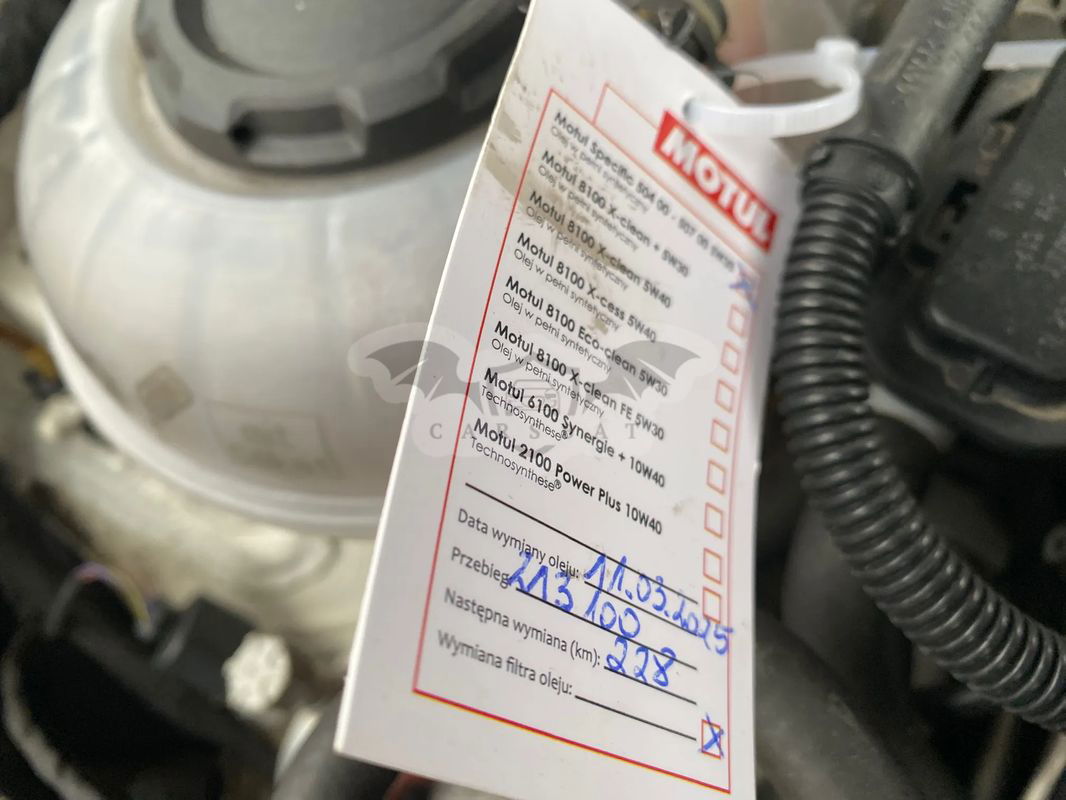 MOTUL
Motul Specific 504 00 - 507 00 5W30
Olej w pełni syntetyczny
Motul 8100 X-clean + 5W30
Olej w pełni syntetyczny
Motul 8100 X-clean 5W40
Olej w pełni syntetyczny
Motul 8100 X-cess 5W40
Olej w pełni syntetyczny
Motul 8100 Eco-clean 5W30
Olej w pełni syntetyczny
Motul 8100 X-clean FE 5W30
Olej w pełni syntetyczny
Motul 6100 Synergie + 10W40
Technosynthese®
Motul 2100 Power Plus 10W40
Technosynthese®
Data wymiany oleju: 11.03.2025
Przebieg: 213 100
Następna wymiana (km): 228
Wymiana filtra oleju: X